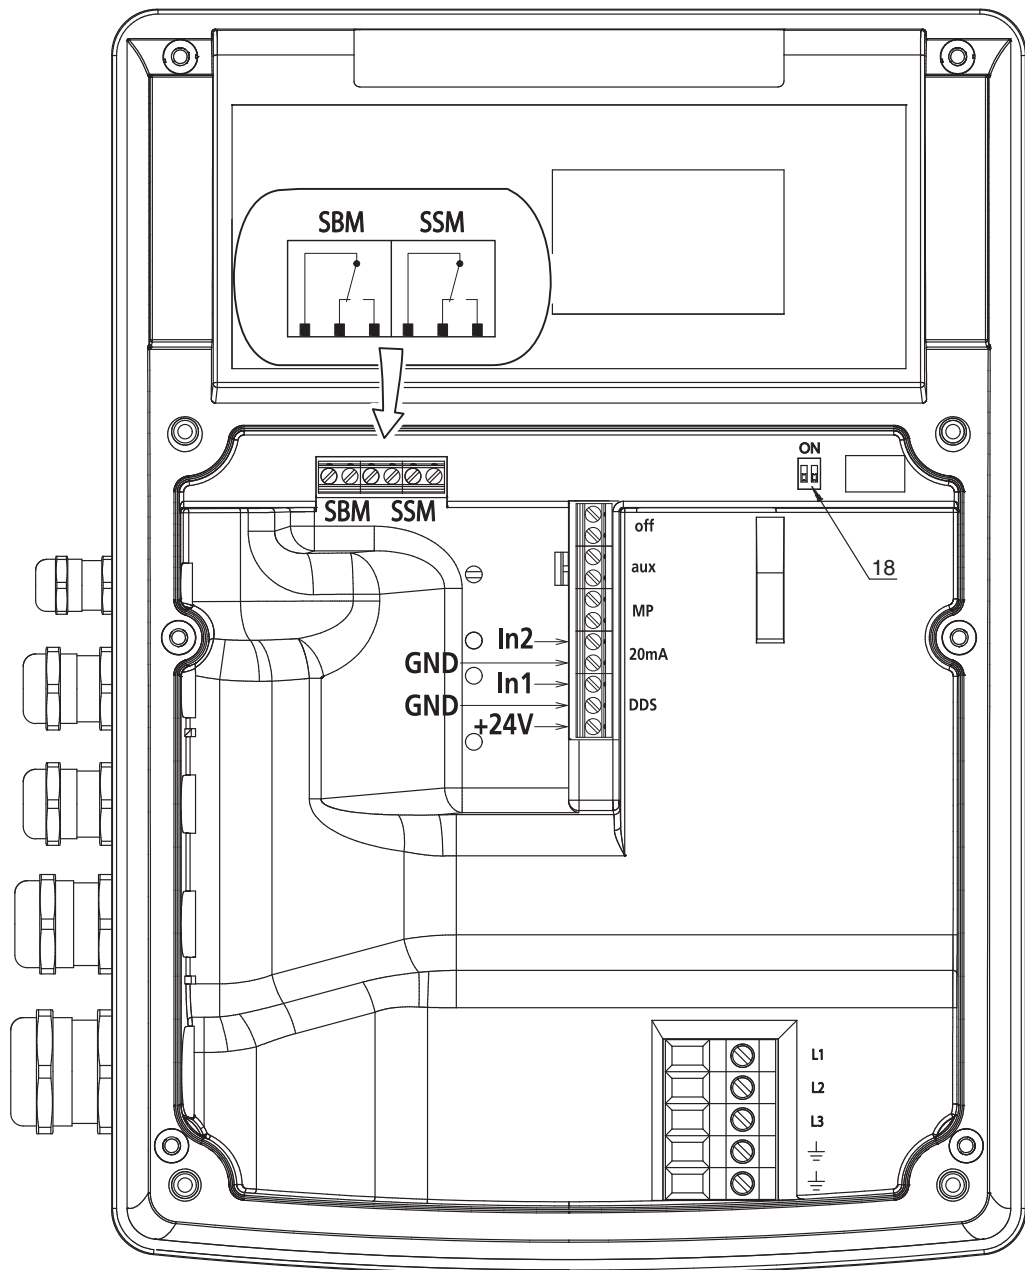 SBM SSM
ON
SBM SSM
off
aux
18
MP
In2
20mA
GND
In1
GND
DDS
+24V
L1
L2
L3